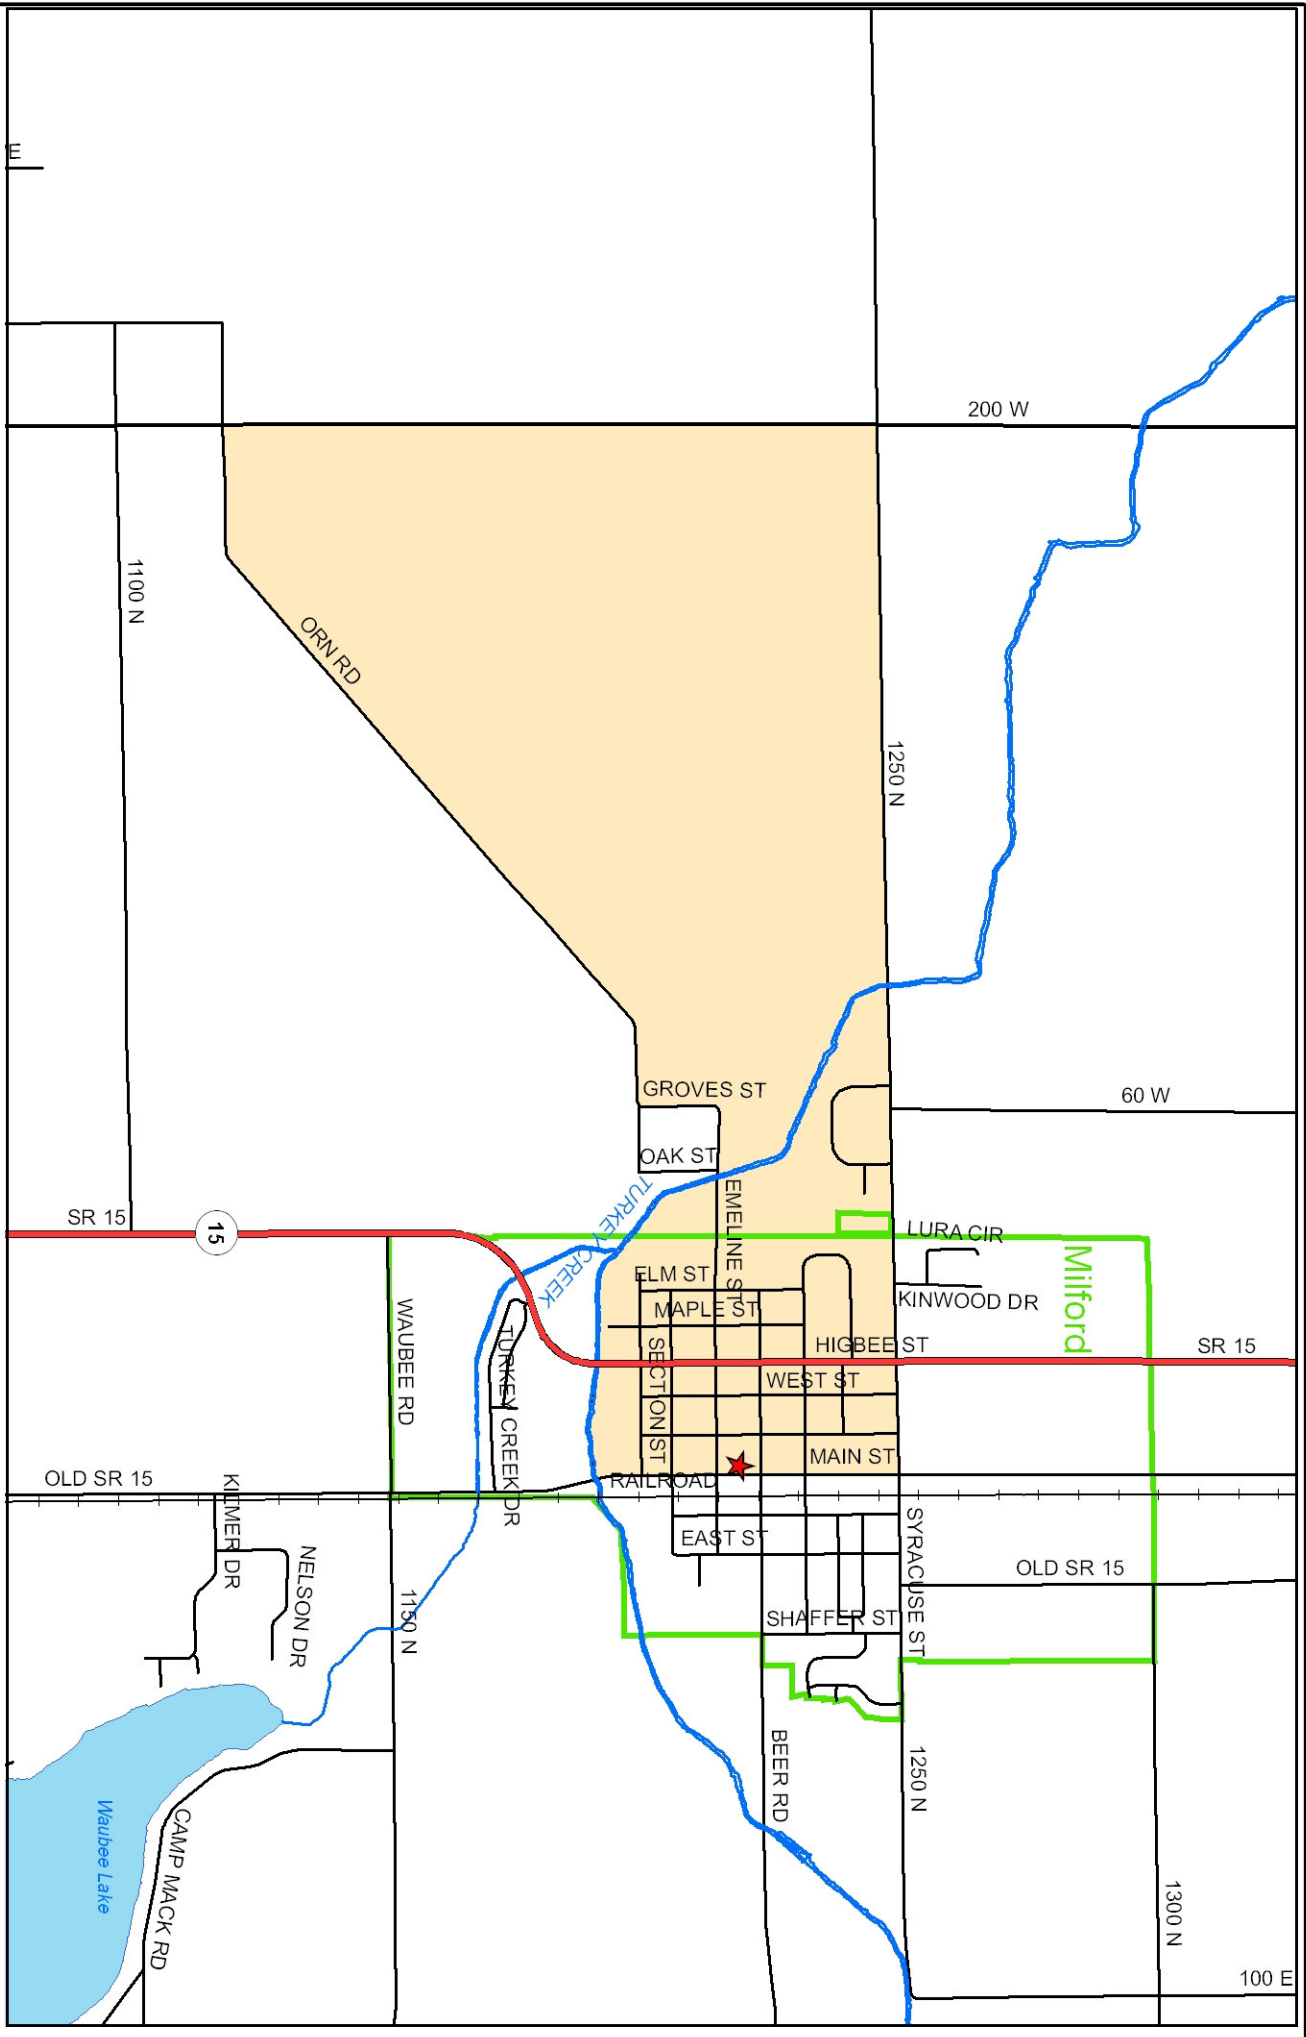 E
200 W
1100 N
ORN RD
1250 N
GROVES ST
60 W
OAK ST
TURKEY CREEK
EMELINE ST
SR 15
15
LURA CIR
Milford
ELM ST
KINWOOD DR
MAPLE ST
WAUBEE RD
TURKEY CREEK DR
SECTION ST
HIGBEE ST
SR 15
WEST ST
MAIN ST
OLD SR 15
RAILROAD
KILMER DR
EAST ST
SYRACUSE ST
NELSON DR
OLD SR 15
1150 N
SHAFFER ST
BEER RD
1250 N
Waubee Lake
CAMP MACK RD
1300 N
100 E